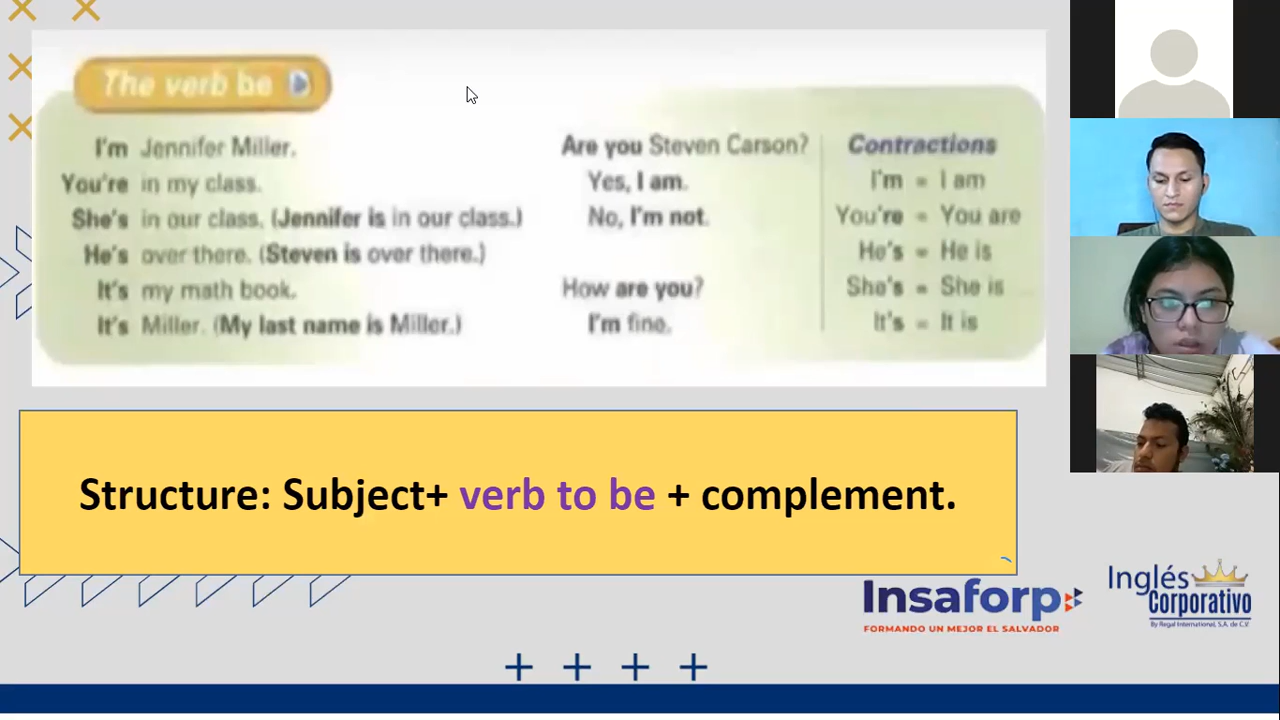 The verb be
I'm Jennifer Miller.
You're in my class.
She's in our class. (Jennifer is in our class.)
He's over there. (Steven is over there.)
It's my math book.
It's Miller. (My last name is Miller.)
Are you Steven Carson?
Yes, I am.
No, I'm not.
How are you?
I'm fine.
Contractions
I'm = I am
You're = You are
He's = He is
She's = She is
It's = It is
Structure: Subject+ verb to be + complement.
Insaforp
FORMANDO UN MEJOR EL SALVADOR
Inglés
Corporativo
By Regal International, S.A. de C.V.